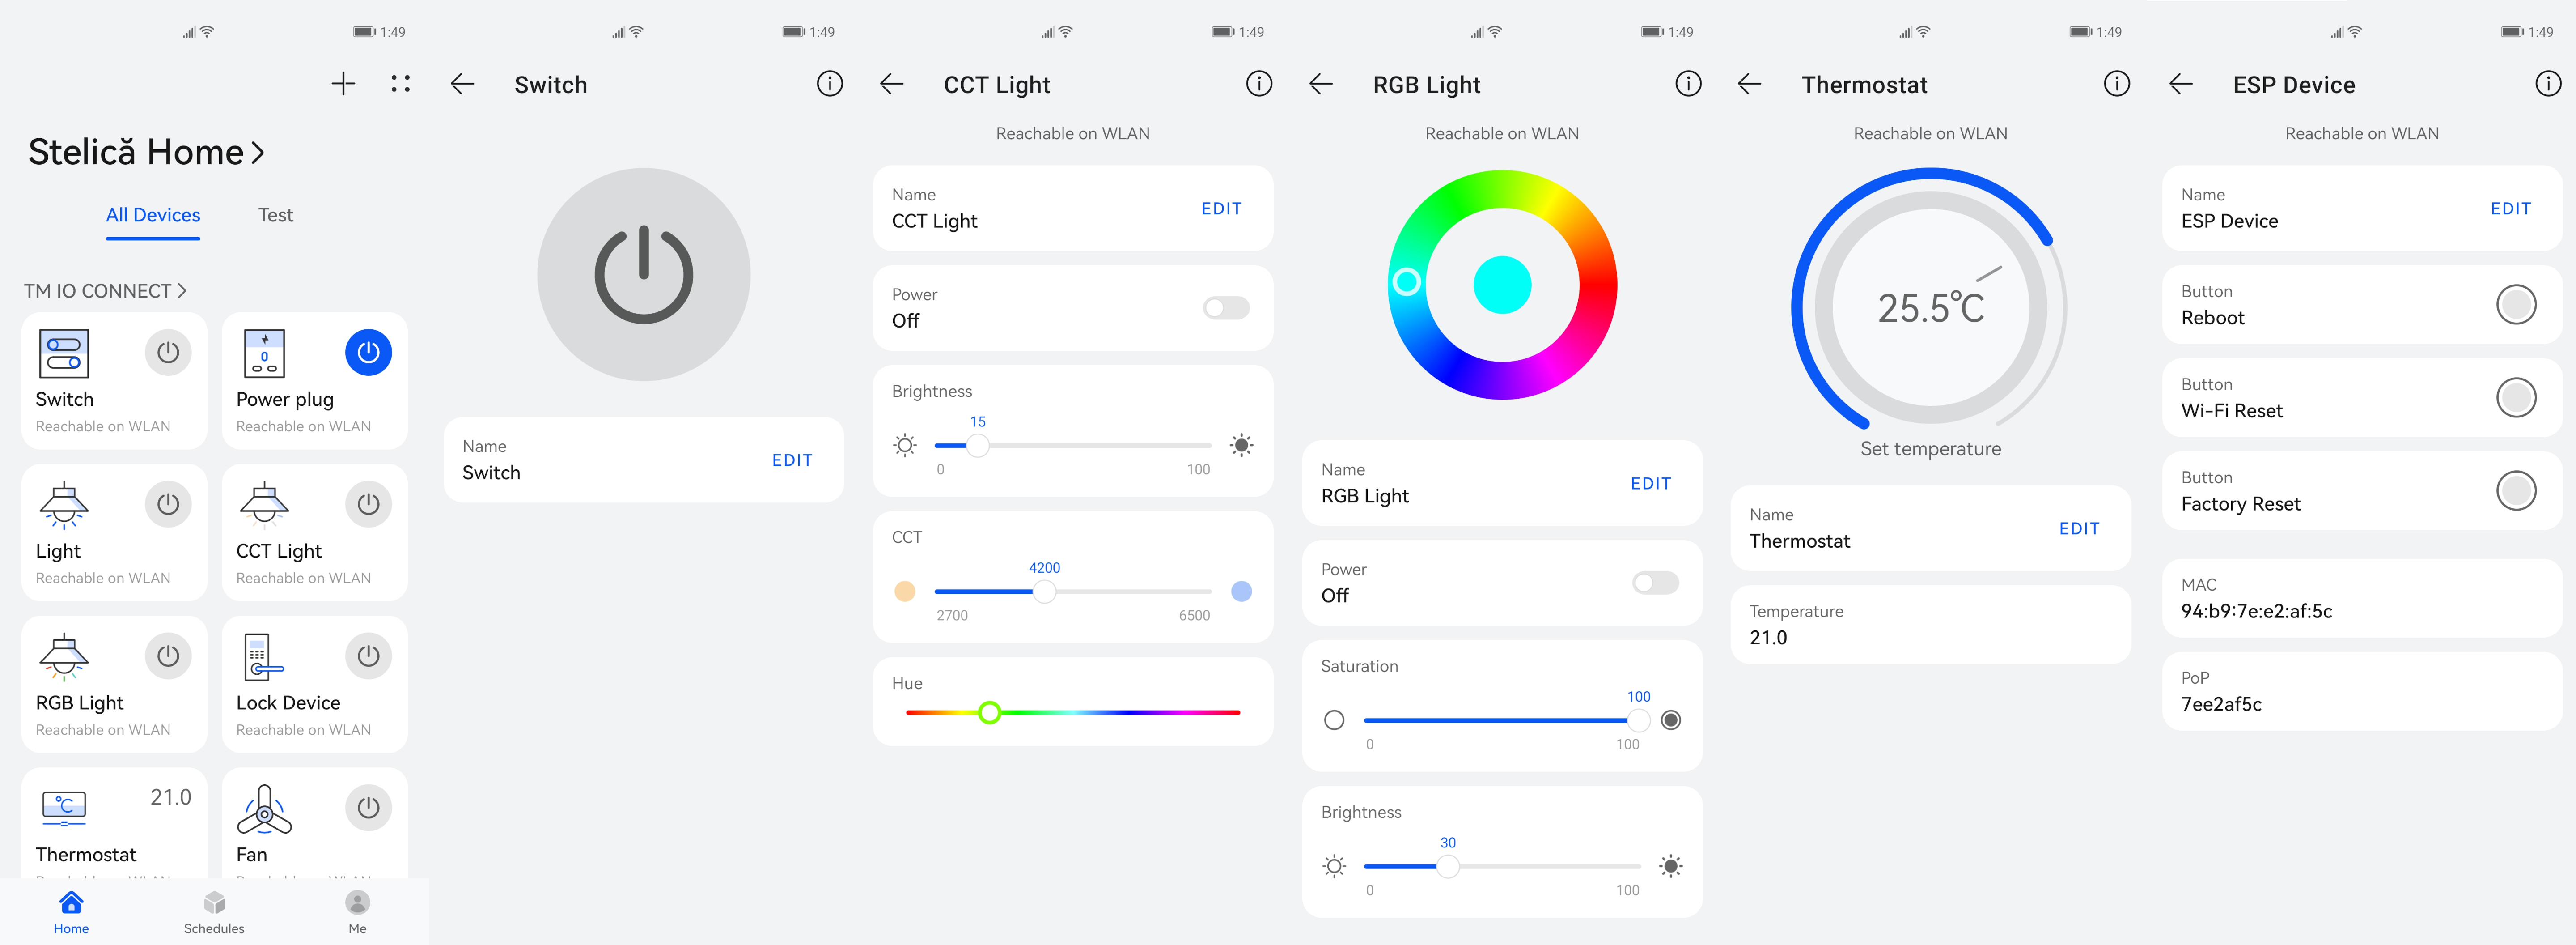 1:49
Stelică Home
All Devices Test
TM IO CONNECT
0
Switch Power plug
Reachable on WLAN Reachable on WLAN
Light CCT Light
Reachable on WLAN Reachable on WLAN
RGB Light Lock Device
Reachable on WLAN Reachable on WLAN
°C 21.0
Thermostat Fan
Reachable on WLAN Reachable on WLAN
Home Schedules Me
1:49
Switch
Name
Switch
EDIT
1:49
CCT Light
Reachable on WLAN
Name
CCT Light
EDIT
Power
Off
Brightness
15
0 100
CCT
4200
2700 6500
Hue
1:49
RGB Light
Reachable on WLAN
Name
RGB Light
EDIT
Power
Off
Saturation
100
0 100
Brightness
30
0 100
1:49
Thermostat
Reachable on WLAN
25.5°C
Set temperature
Name
Thermostat
EDIT
Temperature
21.0
1:49
ESP Device
Reachable on WLAN
Name
ESP Device
EDIT
Button
Reboot
Button
Wi-Fi Reset
Button
Factory Reset
MAC
94:b9:7e:e2:af:5c
PoP
7ee2af5c